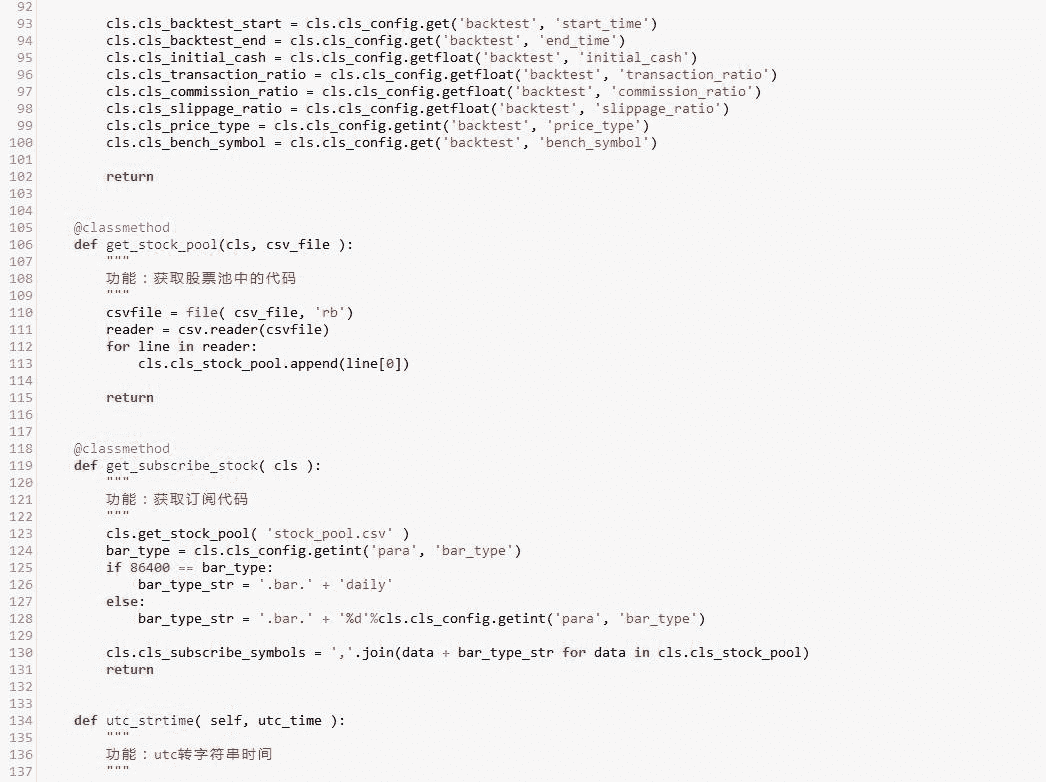 92
93 cls.cls_backtest_start = cls.cls_config.get('backtest', 'start_time')
94 cls.cls_backtest_end = cls.cls_config.get('backtest', 'end_time')
95 cls.cls_initial_cash = cls.cls_config.getfloat('backtest', 'initial_cash')
96 cls.cls_transaction_ratio = cls.cls_config.getfloat('backtest', 'transaction_ratio')
97 cls.cls_commission_ratio = cls.cls_config.getfloat('backtest', 'commission_ratio')
98 cls.cls_slippage_ratio = cls.cls_config.getfloat('backtest', 'slippage_ratio')
99 cls.cls_price_type = cls.cls_config.getint('backtest', 'price_type')
100 cls.cls_bench_symbol = cls.cls_config.get('backtest', 'bench_symbol')
101
102 return
103
104
105 @classmethod
106 def get_stock_pool(cls, csv_file ):
107 """
108 功能：获取股票池中的代码
109 """
110 csvfile = file( csv_file, 'rb')
111 reader = csv.reader(csvfile)
112 for line in reader:
113 cls.cls_stock_pool.append(line[0])
114
115 return
116
117
118 @classmethod
119 def get_subscribe_stock( cls ):
120 """
121 功能：获取订阅代码
122 """
123 cls.get_stock_pool( 'stock_pool.csv' )
124 bar_type = cls.cls_config.getint('para', 'bar_type')
125 if 86400 == bar_type:
126 bar_type_str = '.bar.' + 'daily'
127 else:
128 bar_type_str = '.bar.' + '%d'%cls.cls_config.getint('para', 'bar_type')
129
130 cls.cls_subscribe_symbols = ','.join(data + bar_type_str for data in cls.cls_stock_pool)
131 return
132
133
134 def utc_strtime( self, utc_time ):
135 """
136 功能：utc转字符串时间
137 """